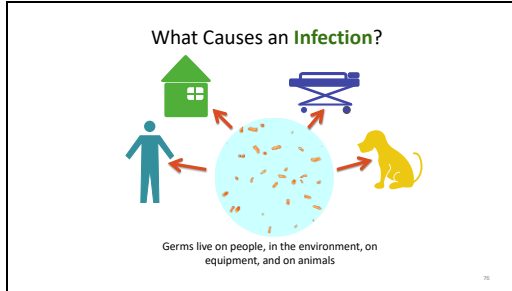 What Causes an Infection?
Germs live on people, in the environment, on
equipment, and on animals
76